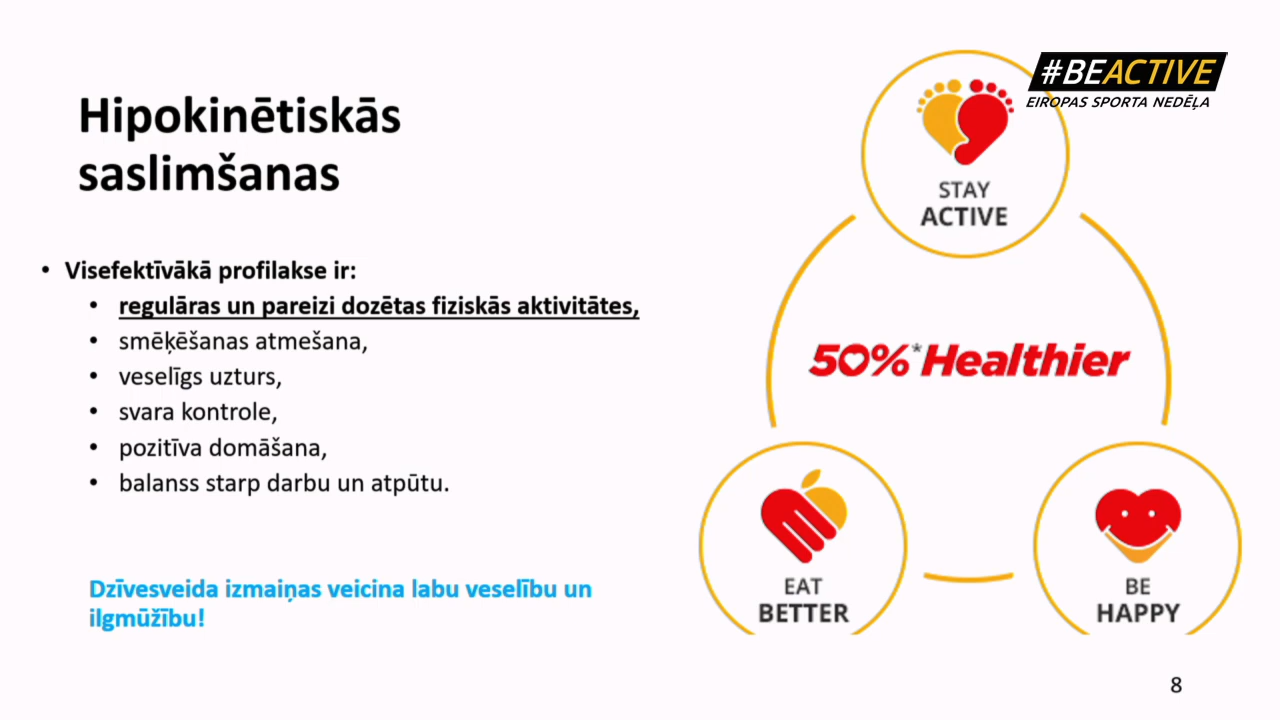 #BEACTIVE
EIROPAS SPORTA NEDĒĻA
Hipokinētiskās
saslimšanas
• Visefektīvākā profilakse ir:
• regulāras un pareizi dozētas fiziskās aktivitātes,
• smēķēšanas atmešana,
• veselīgs uzturs,
• svara kontrole,
• pozitīva domāšana,
• balanss starp darbu un atpūtu.
Dzīvesveida izmaiņas veicina labu veselību un
ilgmūžību!
STAY
ACTIVE
50%*Healthier
EAT
BETTER
BE
HAPPY
8